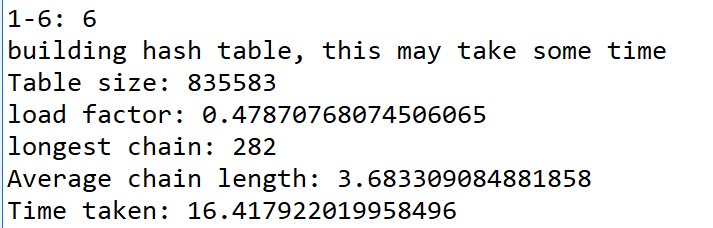 1-6: 6
building hash table, this may take some time
Table size: 835583
load factor: 0.47870768074506065
longest chain: 282
Average chain length: 3.683309084881858
Time taken: 16.417922019958496